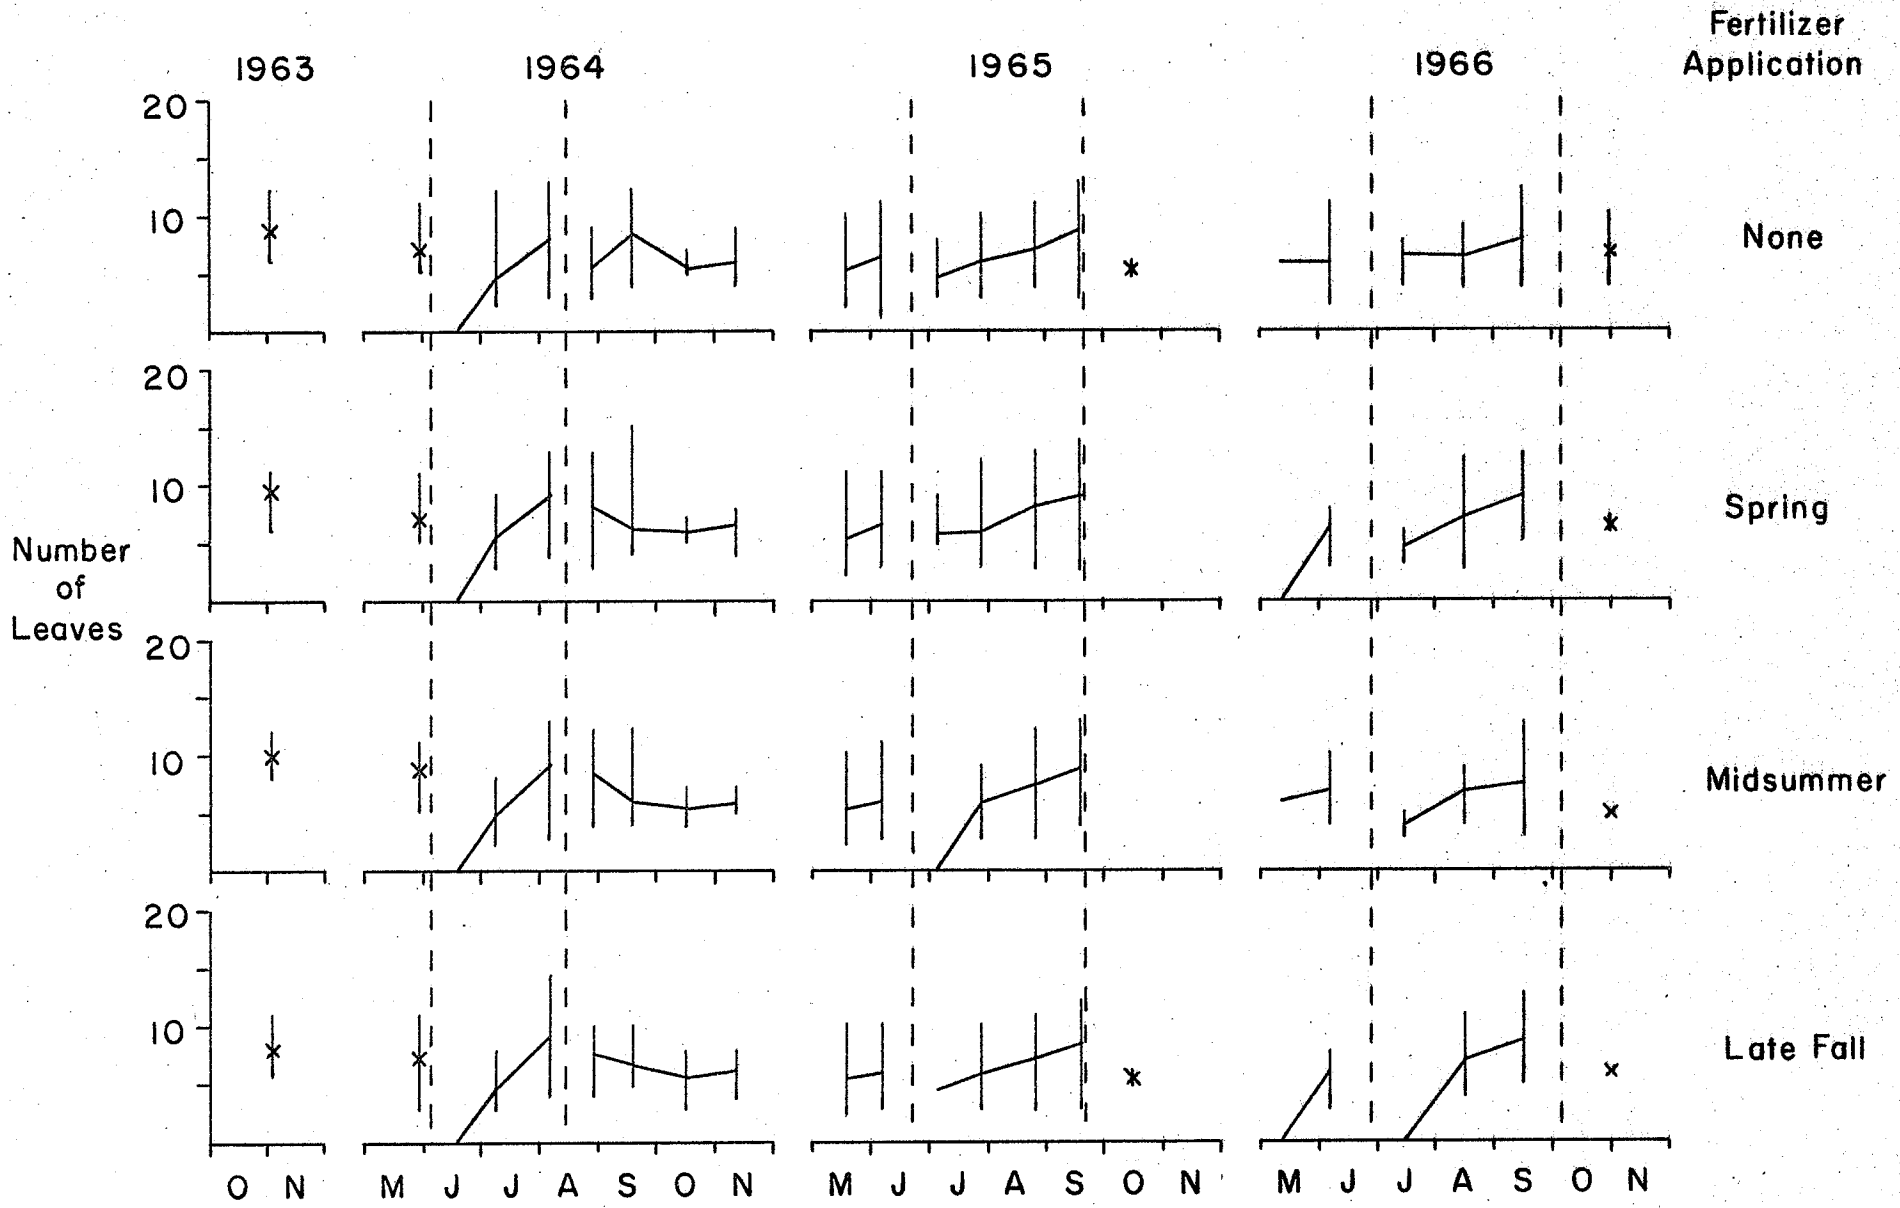 Fertilizer
Application
1963 1964 1965 1966
20
10
None
20
10
Spring
Number
of
Leaves
20
10
Midsummer
20
10
Late Fall
O N M J J A S O N M J J A S O N M J J A S O N